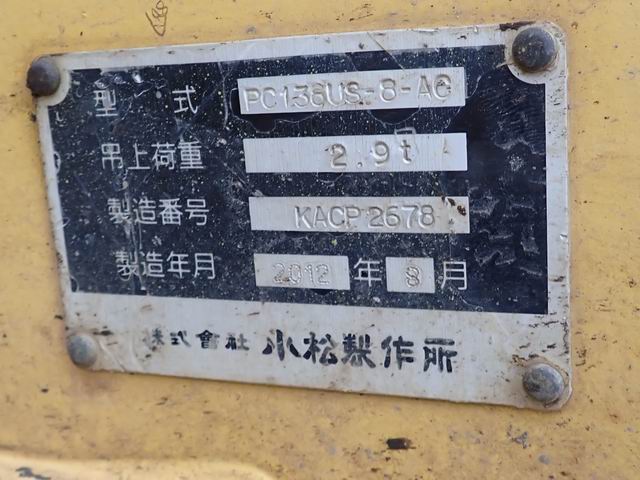 型式 PC138US-8-AC
吊上荷重 2.9t
製造番号 KACP2678
製造年月 2012年8月
株式會社 小松製作所